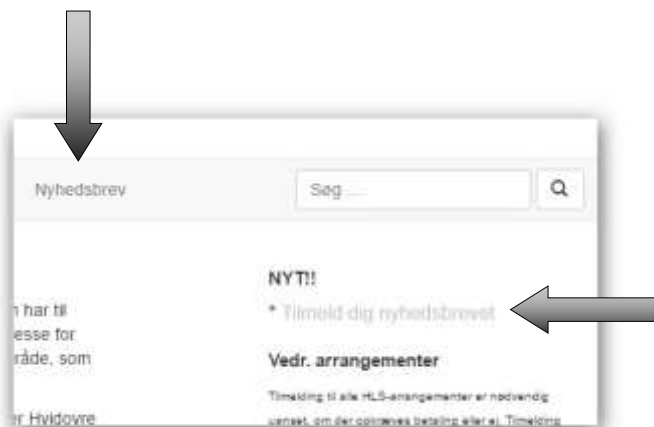 Nyhedsbrev
Søg ...
NYT!!
* Tilmeld dig nyhedsbrevet
har til
esse for
råde, som
Vedr. arrangementer
Tilmelding til alle HLS-arrangementer er nødvendig
er Hvidovre
uanset, om der opkræves betaling eller ej. Tilmelding